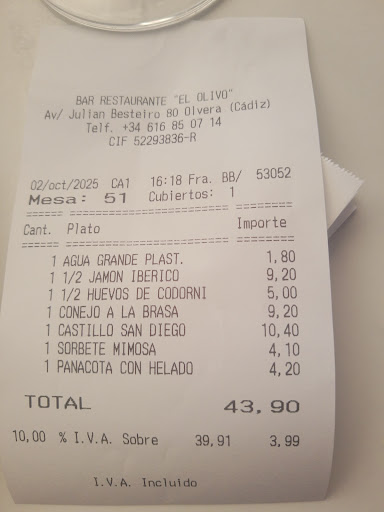 BAR RESTAURANTE "EL OLIVO"
Av/ Julian Besteiro 80 Olvera (Cádiz)
Telf. +34 616 85 07 14
CIF 52293836-R
02/oct/2025 CA1 16:18 Fra. BB/ 53052
Mesa: 51 Cubiertos: 1
Cant. Plato Importe
1 AGUA GRANDE PLAST. 1,80
1 1/2 JAMON IBERICO 9,20
1 1/2 HUEVOS DE CODORNI 5,00
1 CONEJO A LA BRASA 9,20
1 CASTILLO SAN DIEGO 10,40
1 SORBETE MIMOSA 4,10
1 PANACOTA CON HELADO 4,20
TOTAL 43,90
10,00 % I.V.A. Sobre 39,91 3,99
I.V.A. Incluido